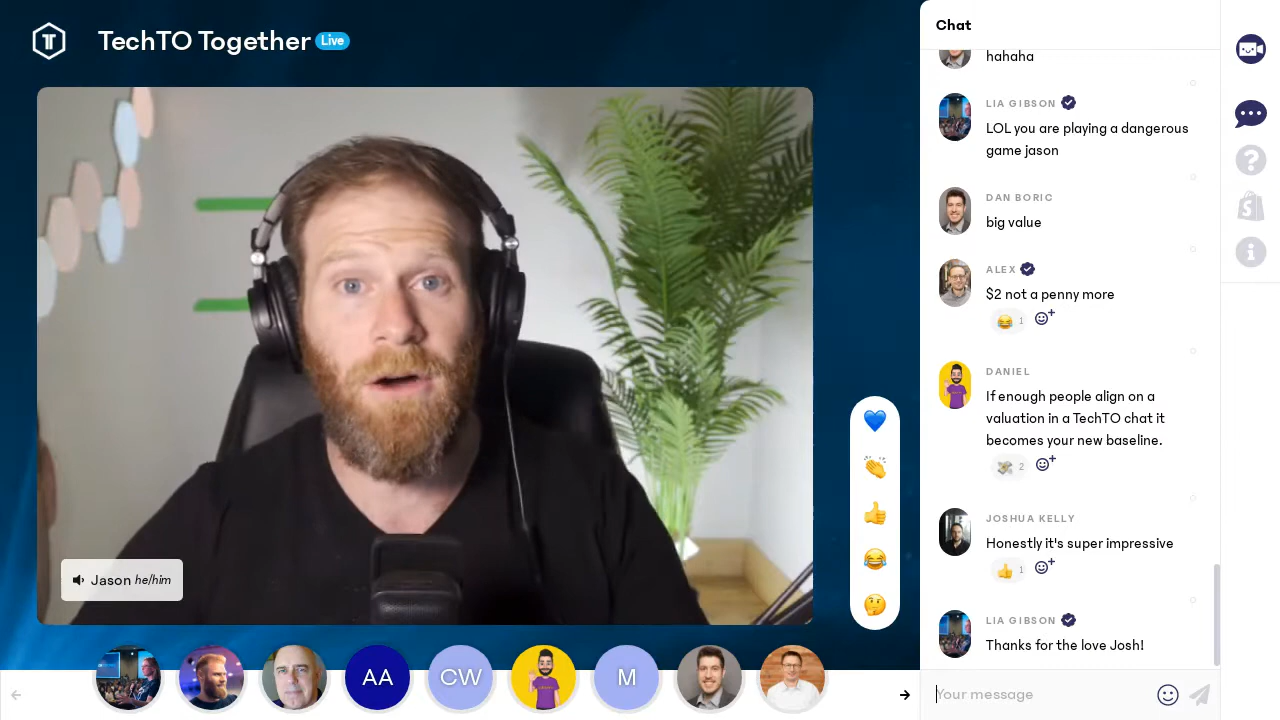 TechTO Together Live
Jason he/him
AA
CW
M
Chat
hahaha
LIA GIBSON
LOL you are playing a dangerous
game jason
DAN BORIC
big value
ALEX
$2 not a penny more
1
DANIEL
If enough people align on a
valuation in a TechTO chat it
becomes your new baseline.
2
JOSHUA KELLY
Honestly it's super impressive
1
LIA GIBSON
Thanks for the love Josh!
Your message